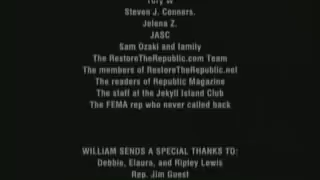 Tory W
Steven J. Conners.
Jelena Z.
JASC
Sam Ozaki and family
The RestoreTheRepublic.com Team
The members of RestoreTheRepublic.net
The readers of Republic Magazine
The staff at the Jekyll Island Club
The FEMA rep who never called back
WILLIAM SENDS A SPECIAL THANKS TO:
Debbie, Elaura, and Ripley Lewis
Rep. Jim Guest